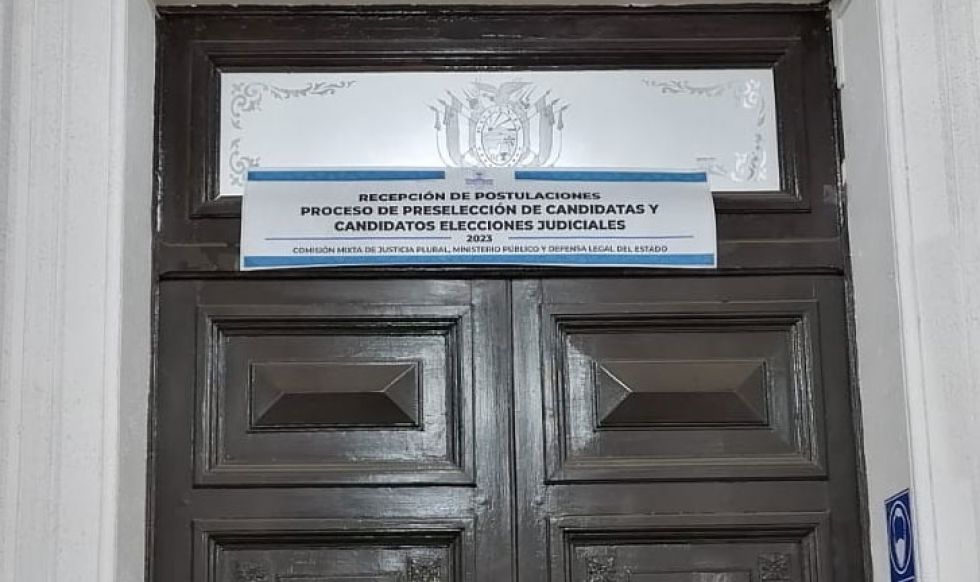 RECEPCIÓN DE POSTULACIONES
PROCESO DE PRESELECCIÓN DE CANDIDATAS Y
CANDIDATOS ELECCIONES JUDICIALES
2023
COMISIÓN MIXTA DE JUSTICIA PLURAL, MINISTERIO PÚBLICO Y DEFENSA LEGAL DEL ESTADO